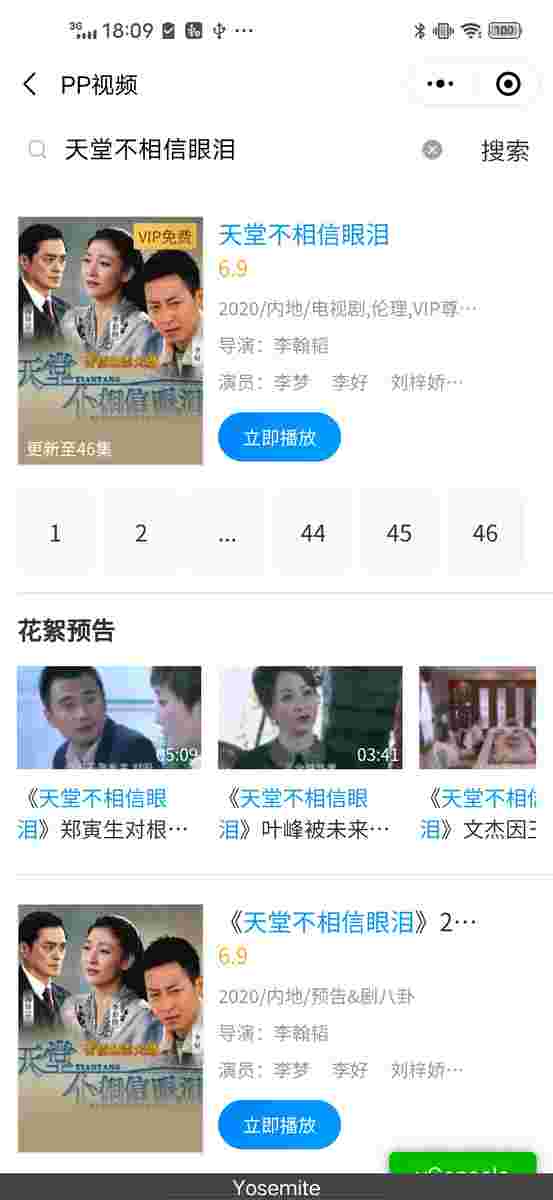 3G 18:09 100
PP视频
天堂不相信眼泪 搜索
VIP免费
天堂
TIANTANG
不相信眼泪
更新至46集
天堂不相信眼泪
6.9
2020/内地/电视剧,伦理,VIP尊…
导演：李翰韬
演员：李梦 李好 刘梓娇…
立即播放
1 2 ... 44 45 46
花絮预告
05:09
03:41
《天堂不相信眼
泪》郑寅生对根…
《天堂不相信眼
泪》叶峰被未来…
《天堂不相信
泪》文杰因王
天堂
TIANTANG
不相信眼泪
《天堂不相信眼泪》2…
6.9
2020/内地/预告&剧八卦
导演：李翰韬
演员：李梦 李好 刘梓娇…
立即播放
Yosemite